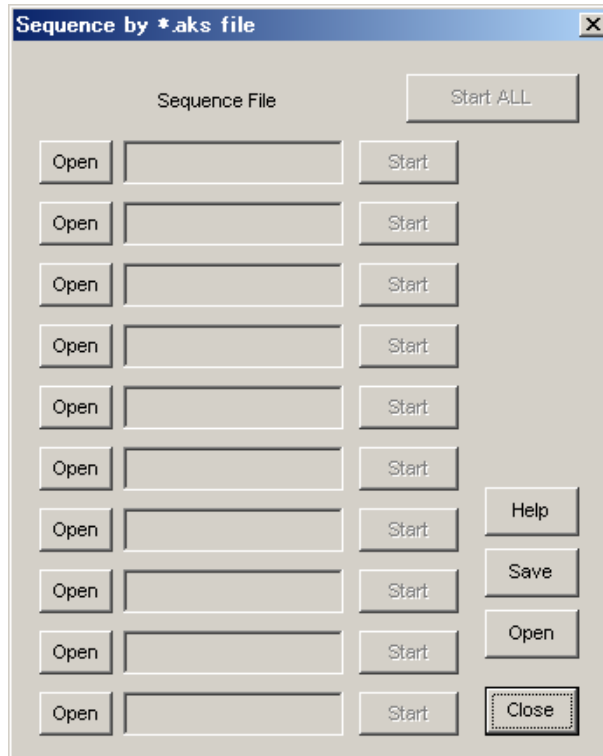 Sequence by *.aks file
Sequence File Start ALL
Open Start
Open Start
Open Start
Open Start
Open Start
Open Start
Help
Open Start
Save
Open Start
Open
Open Start
Open Start Close